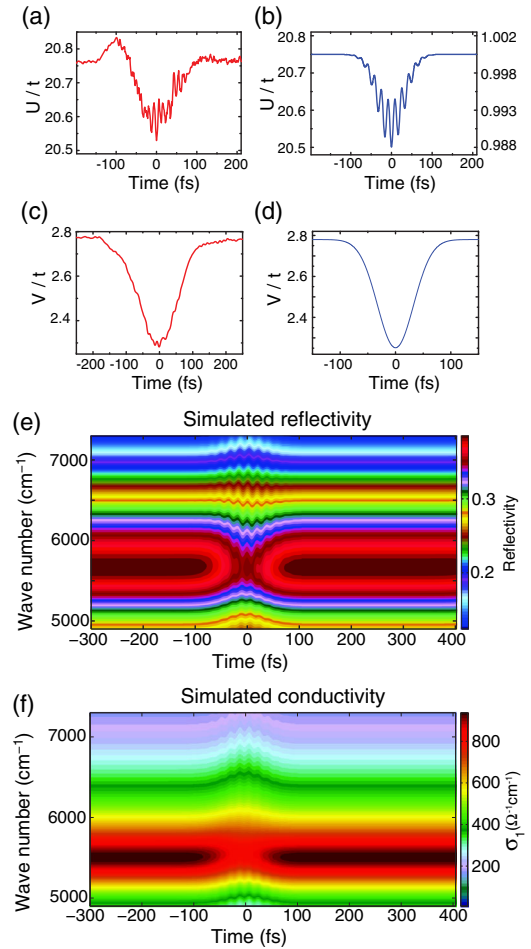 (a)
(b)
20.8
20.7
20.6
20.5
U / t
-100
0
100
200
Time (fs)
20.8
20.7
20.6
20.5
U / t
1.002
0.998
0.993
0.988
-100
0
100
200
Time (fs)
(c)
(d)
2.8
2.6
2.4
V / t
-200
-100
0
100
200
Time (fs)
2.8
2.6
2.4
V / t
-100
0
100
Time (fs)
(e)
Simulated reflectivity
7000
6000
5000
Wave number (cm⁻¹)
−300
−200
−100
0
100
200
300
400
Time (fs)
0.3
0.2
Reflectivity
(f)
Simulated conductivity
7000
6000
5000
Wave number (cm⁻¹)
−300
−200
−100
0
100
200
300
400
Time (fs)
800
600
400
200
σ₁(Ω⁻¹cm⁻¹)